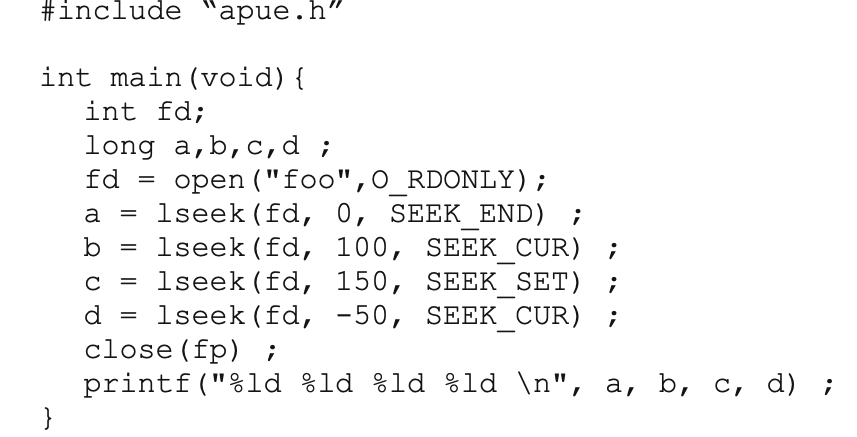 #include “apue.h”
int main(void){
int fd;
long a,b,c,d ;
fd = open("foo",O_RDONLY);
a = lseek(fd, 0, SEEK_END) ;
b = lseek(fd, 100, SEEK_CUR) ;
c = lseek(fd, 150, SEEK_SET) ;
d = lseek(fd, -50, SEEK_CUR) ;
close(fp) ;
printf("%ld %ld %ld %ld \n", a, b, c, d) ;
}